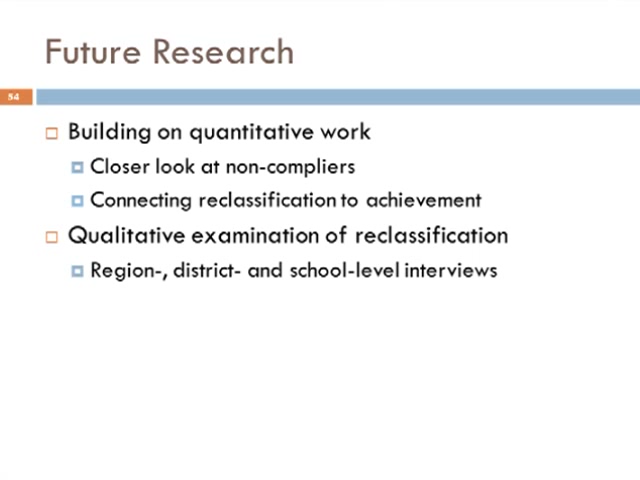 Future Research
54
Building on quantitative work
Closer look at non-compliers
Connecting reclassification to achievement
Qualitative examination of reclassification
Region-, district- and school-level interviews